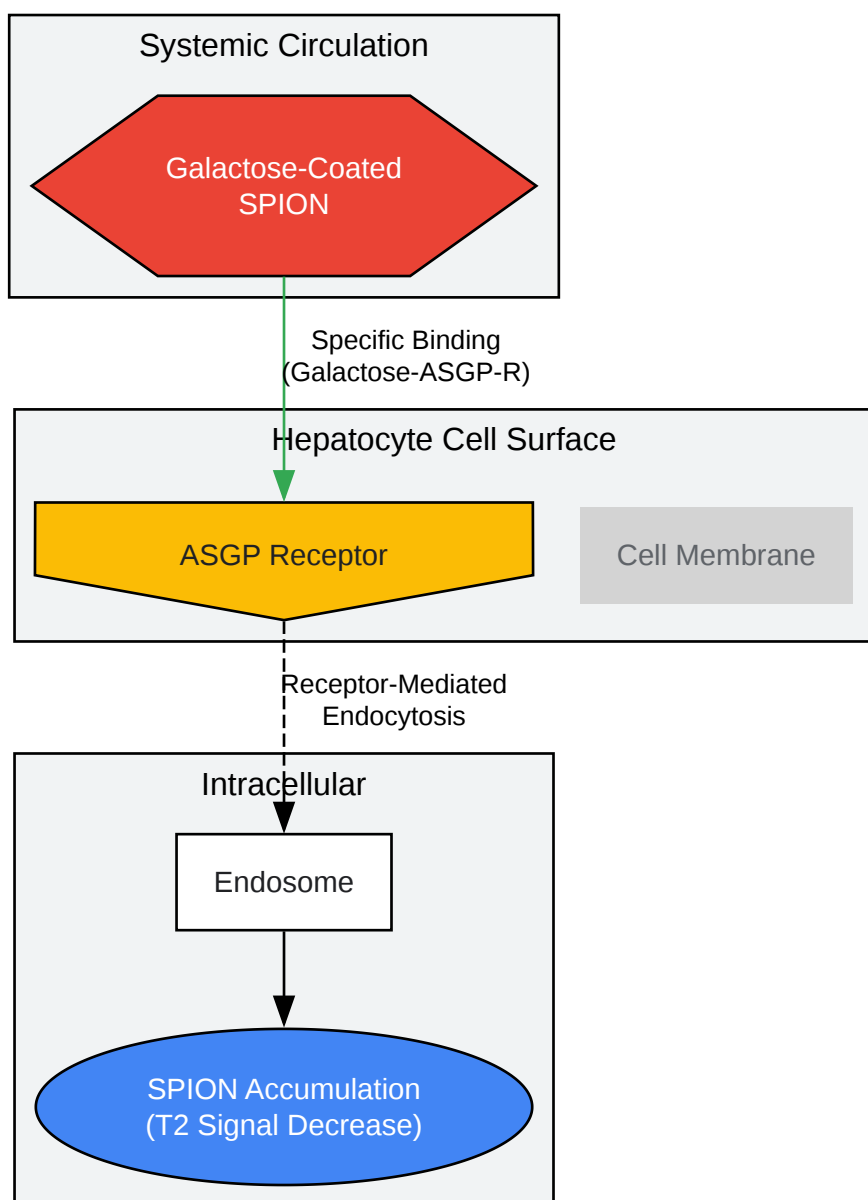 Systemic Circulation
Galactose-Coated
SPION
Specific Binding
(Galactose-ASGP-R)
Hepatocyte Cell Surface
ASGP Receptor
Cell Membrane
Receptor-Mediated
Endocytosis
Intracellular
Endosome
SPION Accumulation
(T2 Signal Decrease)